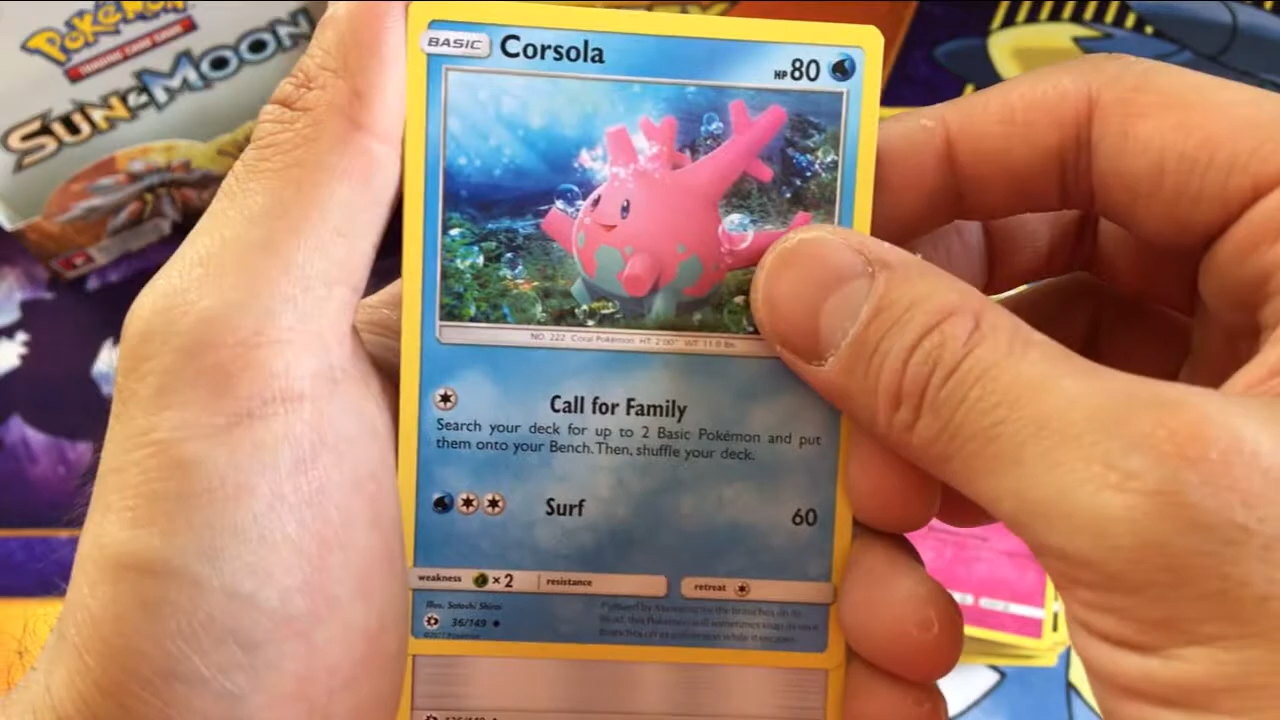 POKéMON
TRADING CARD GAME
SUN & MOON
BASIC Corsola HP 80
NO. 222 Coral Pokémon HT: 2'00" WT: 11.0 lbs.
Call for Family
Search your deck for up to 2 Basic Pokémon and put
them onto your Bench. Then, shuffle your deck.
Surf 60
weakness ×2 resistance retreat
Illus. Satoshi Shirai
36/149
©2017 Pokémon